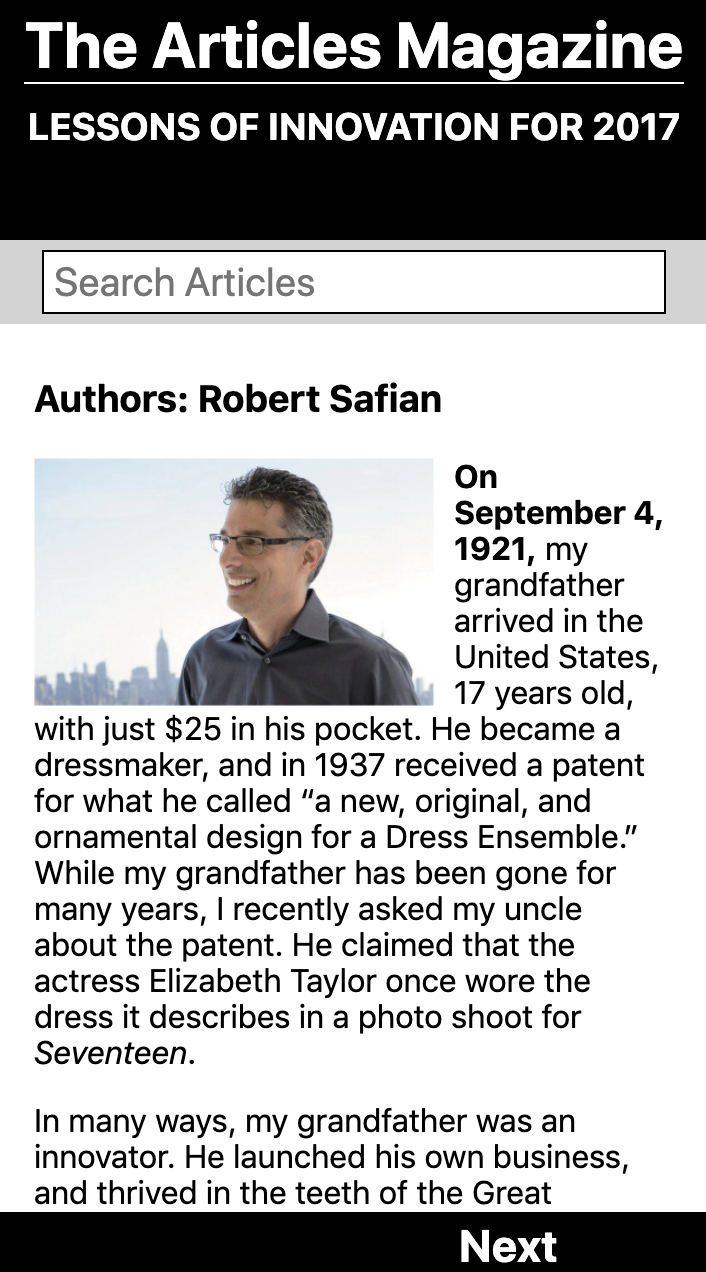 The Articles Magazine
LESSONS OF INNOVATION FOR 2017
Search Articles
Authors: Robert Safian
On
September 4,
1921, my
grandfather
arrived in the
United States,
17 years old,
with just $25 in his pocket. He became a
dressmaker, and in 1937 received a patent
for what he called “a new, original, and
ornamental design for a Dress Ensemble.”
While my grandfather has been gone for
many years, I recently asked my uncle
about the patent. He claimed that the
actress Elizabeth Taylor once wore the
dress it describes in a photo shoot for
Seventeen.
In many ways, my grandfather was an
innovator. He launched his own business,
and thrived in the teeth of the Great
Next